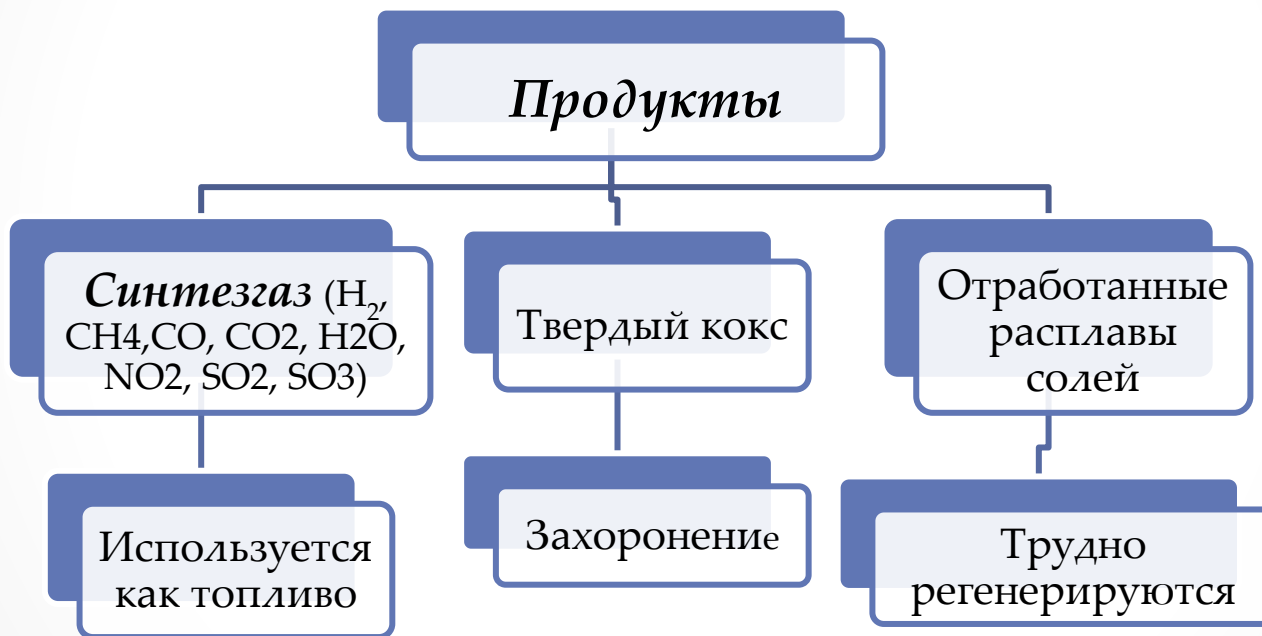 Продукты
Синтезгаз (H₂,
CH4,CO, CO2, H2O,
NO2, SO2, SO3)
Твердый кокс
Отработанные
расплавы
солей
Используется
как топливо
Захоронение
Трудно
регенерируются